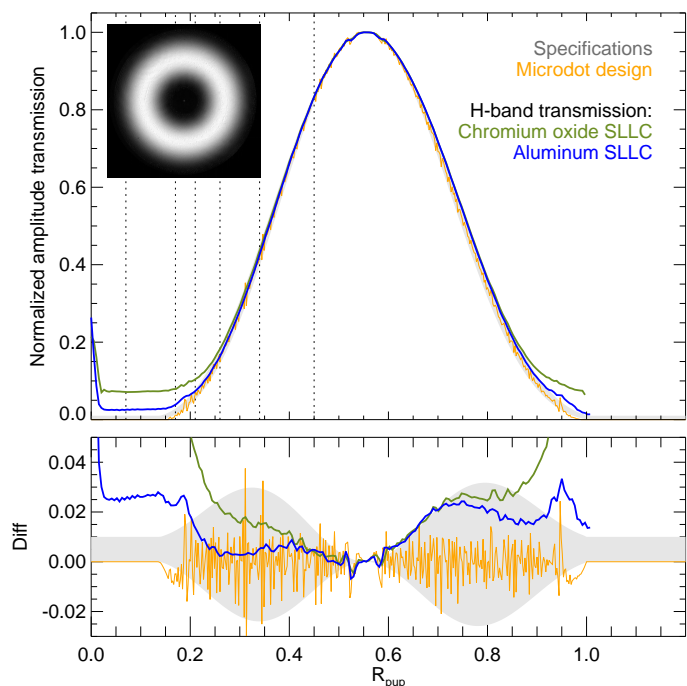 Normalized amplitude transmission
1.0
0.8
0.6
0.4
0.2
0.0
Specifications
Microdot design
H-band transmission:
Chromium oxide SLLC
Aluminum SLLC
Diff
0.04
0.02
0.00
-0.02
0.0
0.2
0.4
0.6
0.8
1.0
R_pup